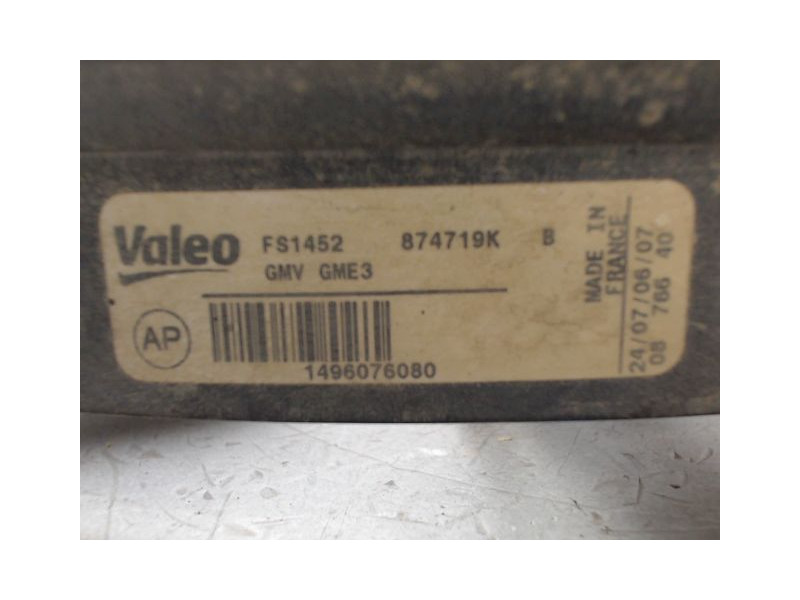 Valeo FS1452 874719K B
GMV GME3
AP
1496076080
MADE IN
FRANCE
24/07/06/07
08 766 40